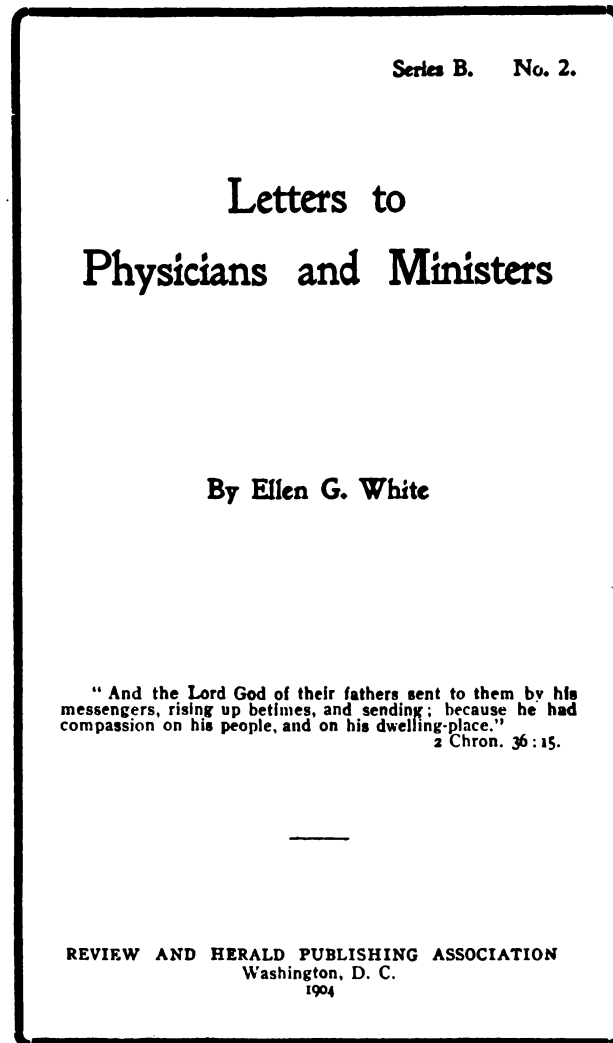 Series B. No. 2.
Letters to
Physicians and Ministers
By Ellen G. White
" And the Lord God of their fathers sent to them by his
messengers, rising up betimes, and sending ; because he had
compassion on his people, and on his dwelling-place."
2 Chron. 36 : 15.
REVIEW AND HERALD PUBLISHING ASSOCIATION
Washington, D. C.
1904